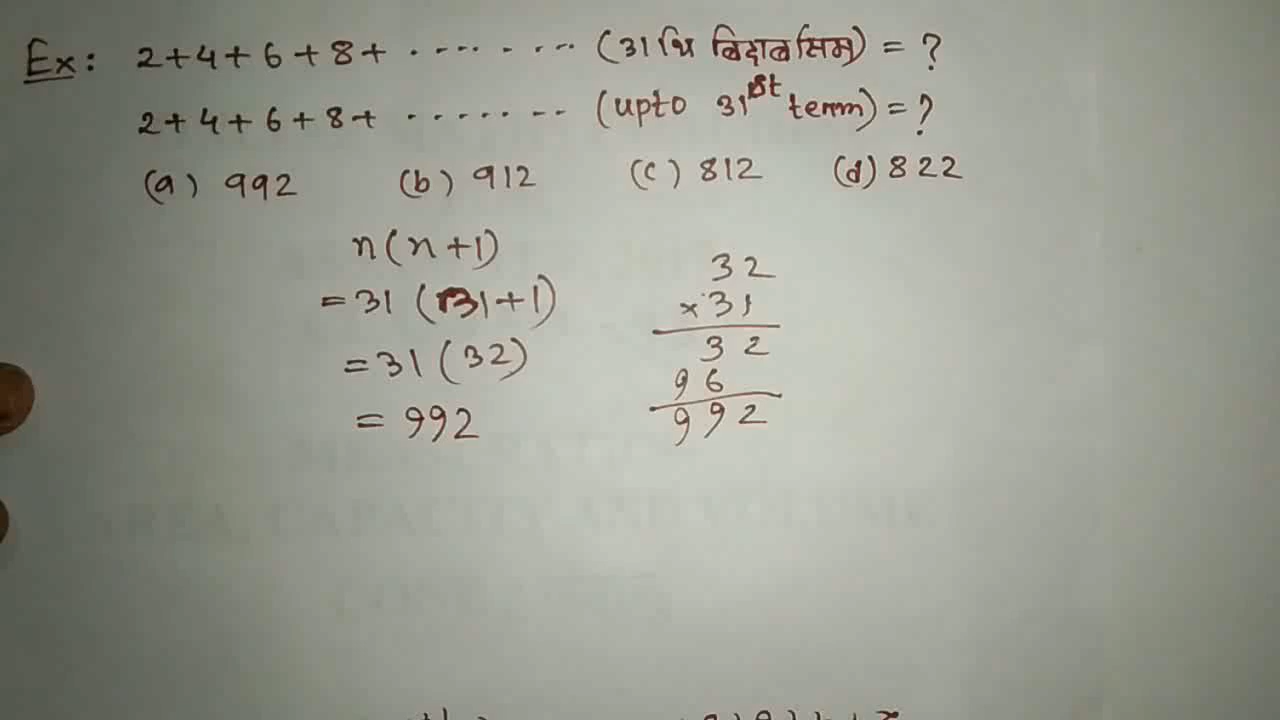 Ex: 2+4+6+8+ ......... (31 थि बिदाब सिम) = ?
2+4+6+8+ ......... (upto 31st term) = ?
(a) 992 (b) 912 (c) 812 (d) 822
n(n+1)
=31 (31+1)
=31(32)
= 992
32
×31
32
96
992